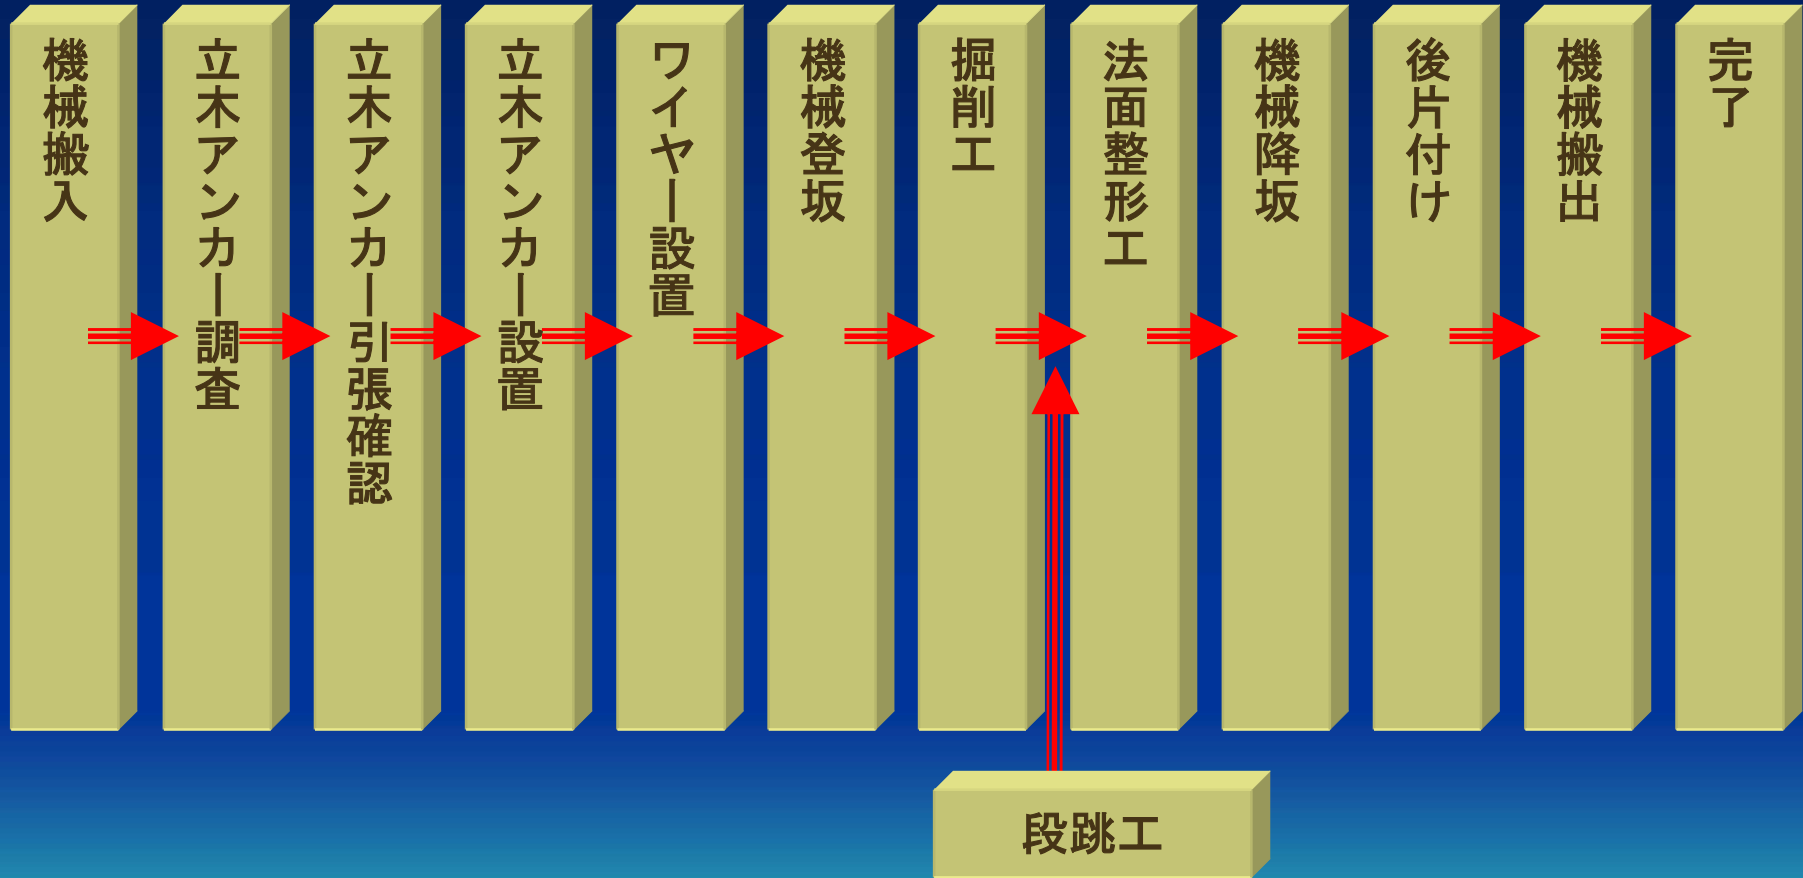 機械搬入
立木アンカー調査
立木アンカー引張確認
立木アンカー設置
ワイヤー設置
機械登坂
掘削工
法面整形工
機械降坂
後片付け
機械搬出
完了
段跳工